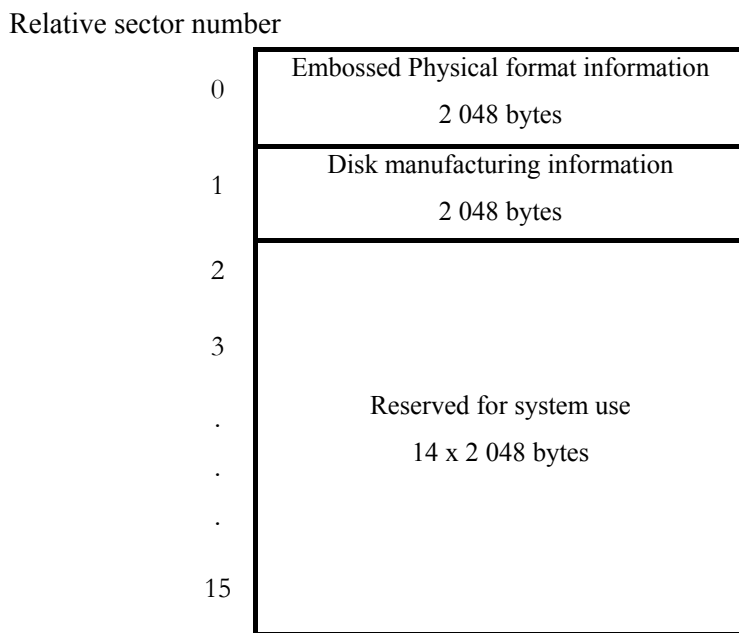 Relative sector number
0
Embossed Physical format information
2 048 bytes
1
Disk manufacturing information
2 048 bytes
2
3
Reserved for system use
.
14 x 2 048 bytes
.
.
15